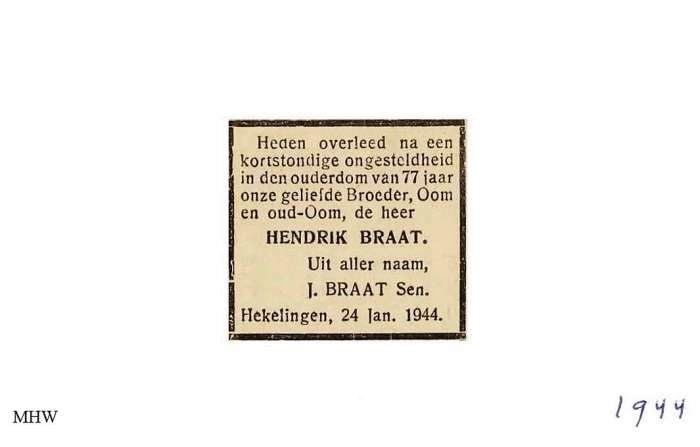 Heden overleed na een
kortstondige ongesteldheid
in den ouderdom van 77 jaar
onze geliefde Broeder, Oom
en oud-Oom, de heer
HENDRIK BRAAT.
Uit aller naam,
J. BRAAT Sen.
Hekelingen, 24 Jan. 1944.
MHW
1944